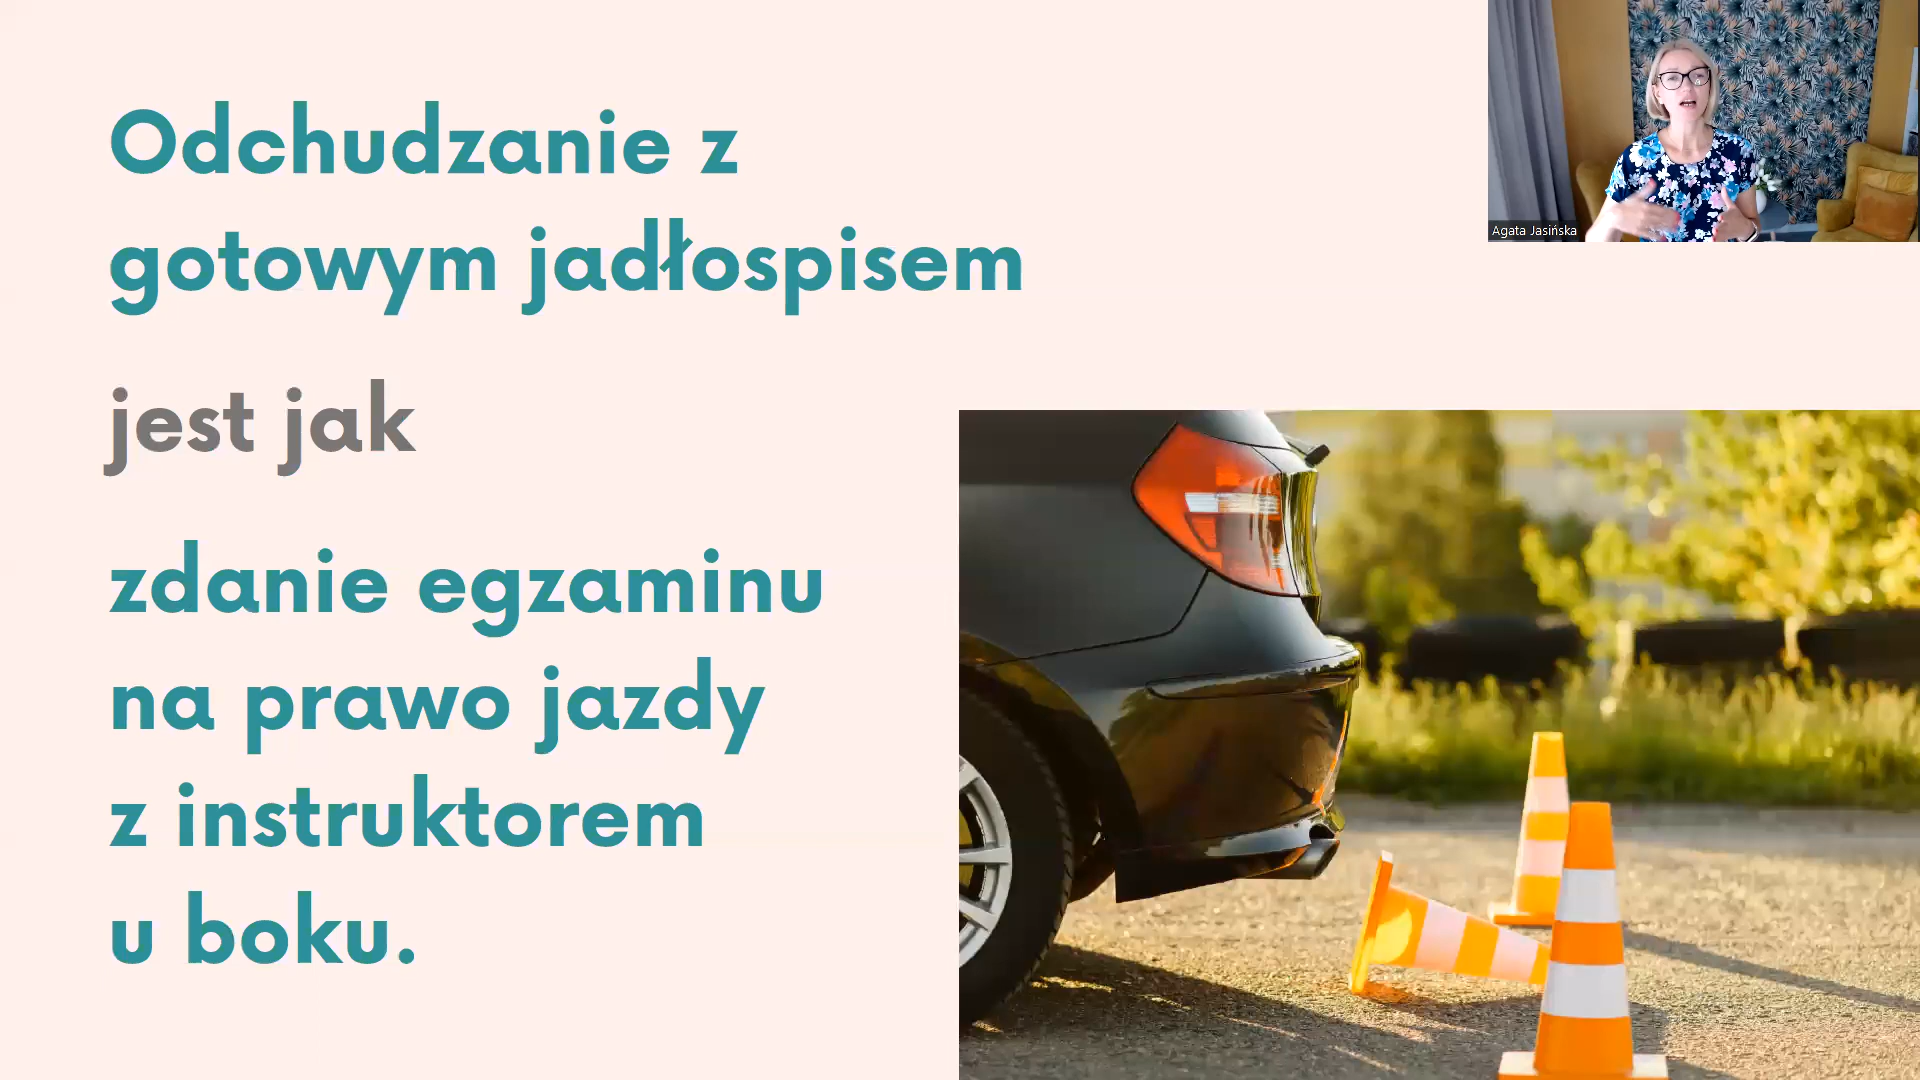 Odchudzanie z
gotowym jadłospisem
jest jak
zdanie egzaminu
na prawo jazdy
z instruktorem
u boku.
Agata Jasińska